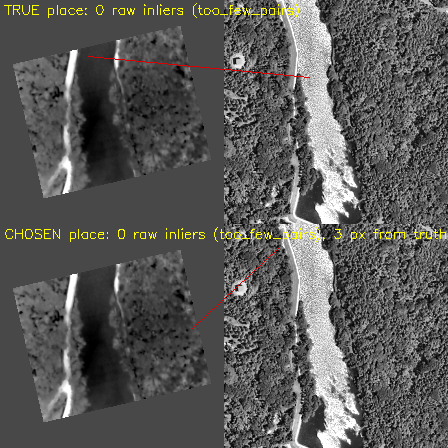 TRUE place: 0 raw inliers (too_few_pairs)
CHOSEN place: 0 raw inliers (too_few_pairs, 3 px from truth